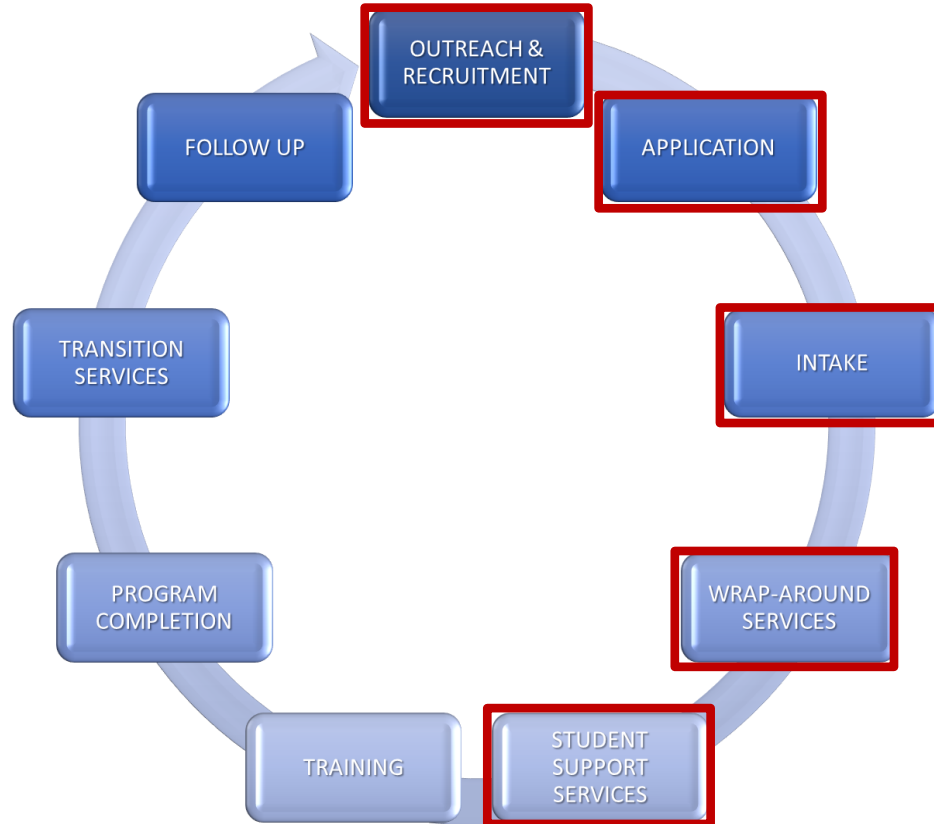 OUTREACH &
RECRUITMENT
APPLICATION
INTAKE
WRAP-AROUND
SERVICES
STUDENT
SUPPORT
SERVICES
TRAINING
PROGRAM
COMPLETION
TRANSITION
SERVICES
FOLLOW UP